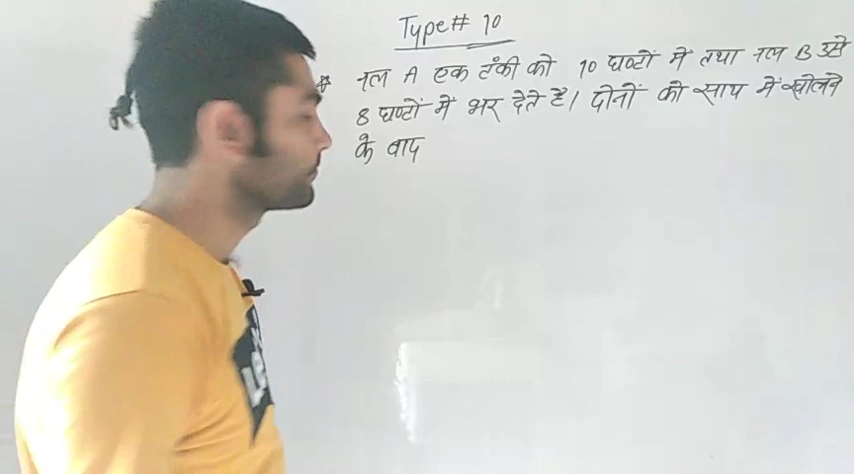 Type# 10
* नल A एक टंकी को 10 घण्टों में तथा नल B उसे
8 घण्टों में भर देते हैं। दोनों को साथ में खोलने
के बाद